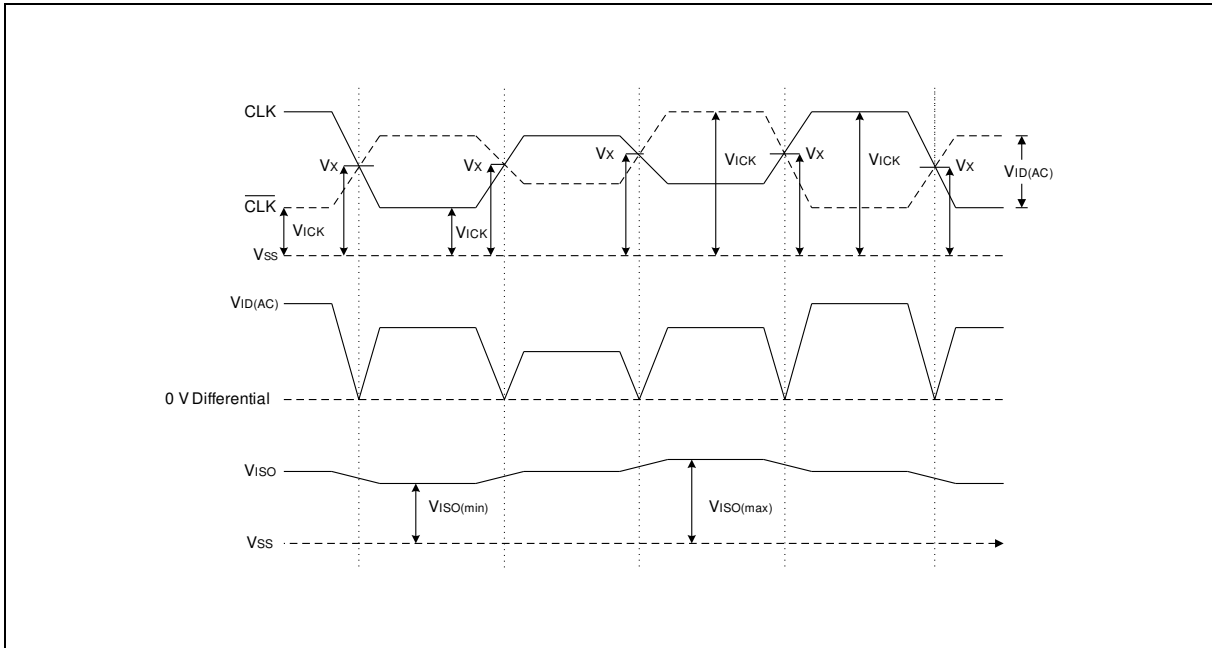 CLK
VX
VX
VX
VICK
VX
VICK
VX
VID(AC)
CLK
VICK
VICK
VSS
VID(AC)
0 V Differential
VISO
VISO(min)
VISO(max)
VSS